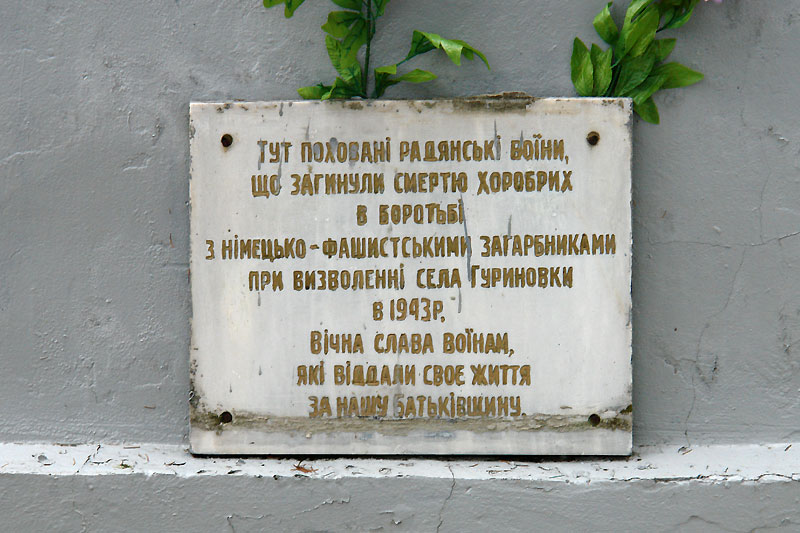 Тут поховані радянські воїни,
що загинули смертю хоробрих
в боротьбі
з німецько-фашистськими загарбниками
при визволенні села Гуриновки
в 1943р.
Вічна слава воїнам,
які віддали своє життя
за нашу Батьківщину.